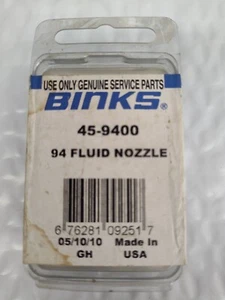 USE ONLY GENUINE SERVICE PARTS
BINKS®
45-9400
94 FLUID NOZZLE
6 76281 09251 7
05/10/10 Made In
GH USA